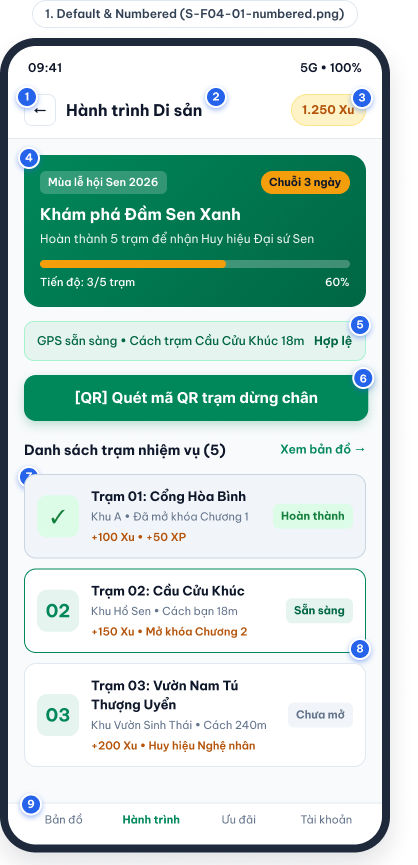 1. Default & Numbered (S-F04-01-numbered.png)
09:41
5G • 100%
1
←
Hành trình Di sản
2
1.250 Xu
3
4
Mùa lễ hội Sen 2026
Chuỗi 3 ngày
Khám phá Đầm Sen Xanh
Hoàn thành 5 trạm để nhận Huy hiệu Đại sứ Sen
Tiến độ: 3/5 trạm
60%
5
GPS sẵn sàng • Cách trạm Cầu Cửu Khúc 18m
Hợp lệ
6
[QR] Quét mã QR trạm dừng chân
Danh sách trạm nhiệm vụ (5)
Xem bản đồ →
7
✓
Trạm 01: Cổng Hòa Bình
Khu A • Đã mở khóa Chương 1
+100 Xu • +50 XP
Hoàn thành
02
Trạm 02: Cầu Cửu Khúc
Khu Hồ Sen • Cách bạn 18m
+150 Xu • Mở khóa Chương 2
Sẵn sàng
8
03
Trạm 03: Vườn Nam Tú
Thượng Uyển
Khu Vườn Sinh Thái • Cách 240m
+200 Xu • Huy hiệu Nghệ nhân
Chưa mở
9
Bản đồ
Hành trình
Ưu đãi
Tài khoản